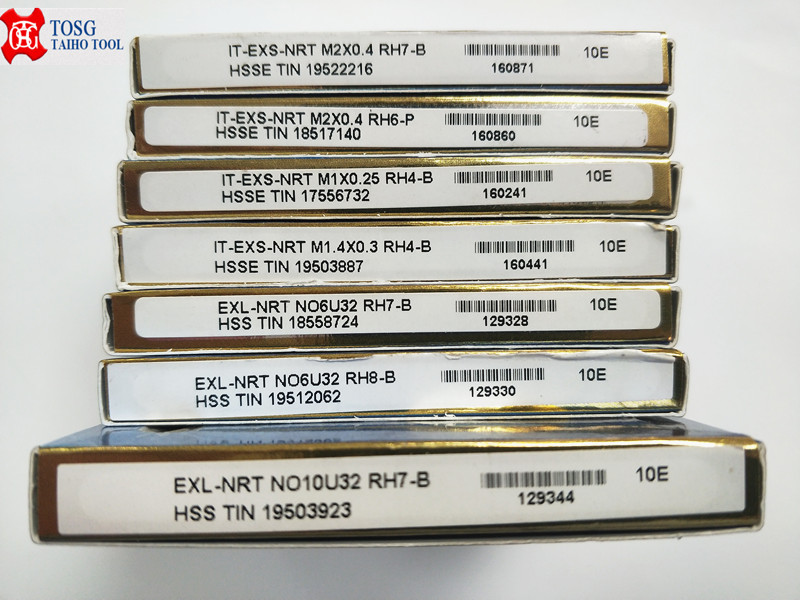 TOSG
TAIHO TOOL
IT-EXS-NRT M2X0.4 RH7-B 10E
HSSE TIN 19522216 160871
IT-EXS-NRT M2X0.4 RH6-P 10E
HSSE TIN 18517140 160860
IT-EXS-NRT M1X0.25 RH4-B 10E
HSSE TIN 17556732 160241
IT-EXS-NRT M1.4X0.3 RH4-B 10E
HSSE TIN 19503887 160441
EXL-NRT NO6U32 RH7-B 10E
HSS TIN 18558724 129328
EXL-NRT NO6U32 RH8-B 10E
HSS TIN 19512062 129330
EXL-NRT NO10U32 RH7-B 10E
HSS TIN 19503923 129344